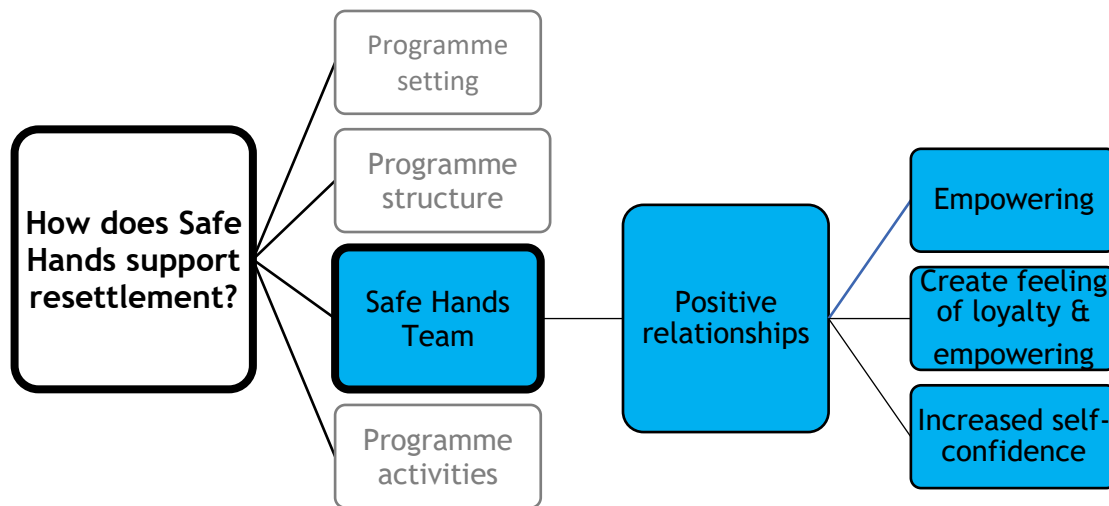 How does Safe
Hands support
resettlement?
Programme
setting
Programme
structure
Safe Hands
Team
Programme
activities
Positive
relationships
Empowering
Create feeling
of loyalty &
empowering
Increased self-
confidence